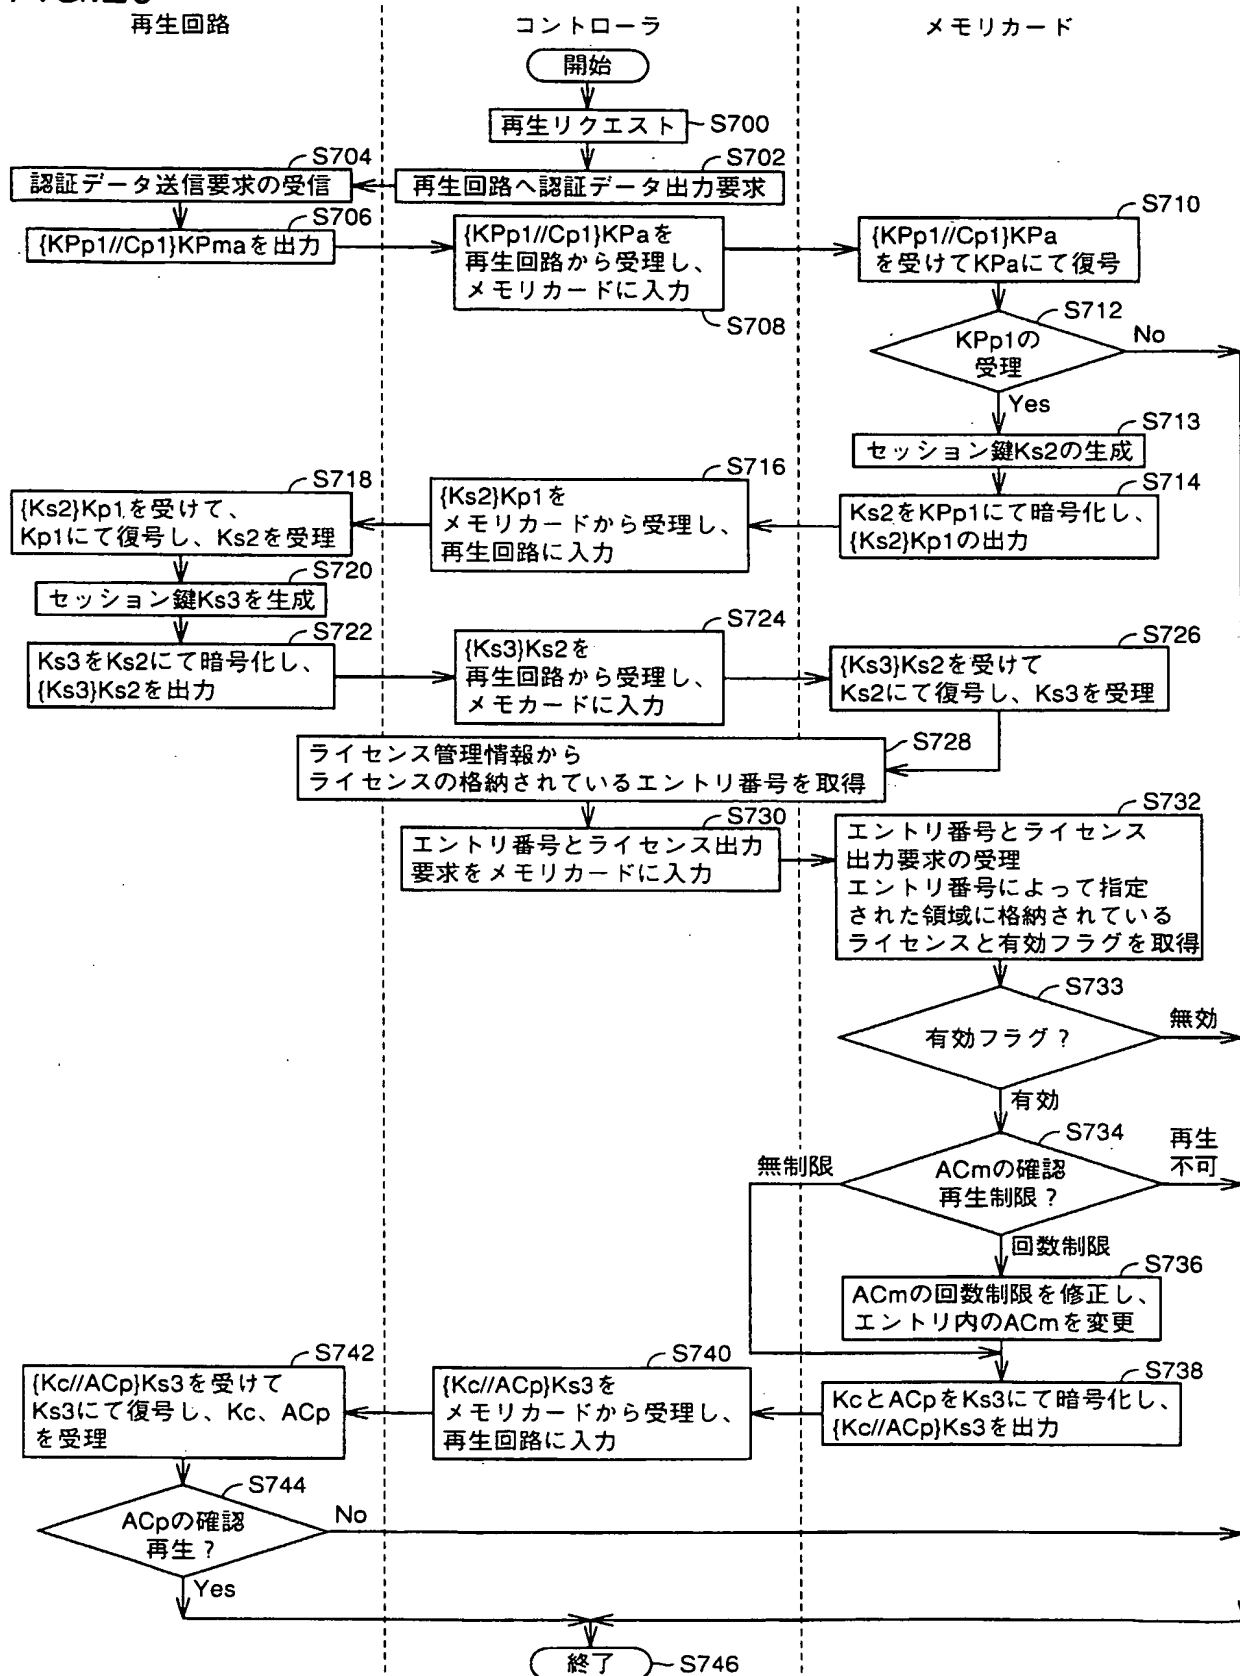 再生回路
コントローラ
メモリカード
開始
再生リクエスト
S700
S704
認証データ送信要求の受信
S702
再生回路へ認証データ出力要求
S706
{KPp1//Cp1}KPmaを出力
{KPp1//Cp1}KPaを
再生回路から受理し、
メモリカードに入力
S708
S710
{KPp1//Cp1}KPa
を受けてKPaにて復号
S712
KPp1の
受理
No
Yes
S713
セッション鍵Ks2の生成
S714
Ks2をKPp1にて暗号化し、
{Ks2}Kp1の出力
S716
{Ks2}Kp1を
メモリカードから受理し、
再生回路に入力
S718
{Ks2}Kp1を受けて、
Kp1にて復号し、Ks2を受理
S720
セッション鍵Ks3を生成
S722
Ks3をKs2にて暗号化し、
{Ks3}Ks2を出力
S724
{Ks3}Ks2を
再生回路から受理し、
メモカードに入力
S726
{Ks3}Ks2を受けて
Ks2にて復号し、Ks3を受理
S728
ライセンス管理情報から
ライセンスの格納されているエントリ番号を取得
S730
エントリ番号とライセンス出力
要求をメモリカードに入力
S732
エントリ番号とライセンス
出力要求の受理
エントリ番号によって指定
された領域に格納されている
ライセンスと有効フラグを取得
S733
有効フラグ?
無効
有効
S734
ACmの確認
再生制限?
再生
不可
無制限
回数制限
S736
ACmの回数制限を修正し、
エントリ内のACmを変更
S738
KcとACpをKs3にて暗号化し、
{Kc//ACp}Ks3を出力
S740
{Kc//ACp}Ks3を
メモリカードから受理し、
再生回路に入力
S742
{Kc//ACp}Ks3を受けて
Ks3にて復号し、Kc、ACp
を受理
S744
ACpの確認
再生?
No
Yes
終了
S746